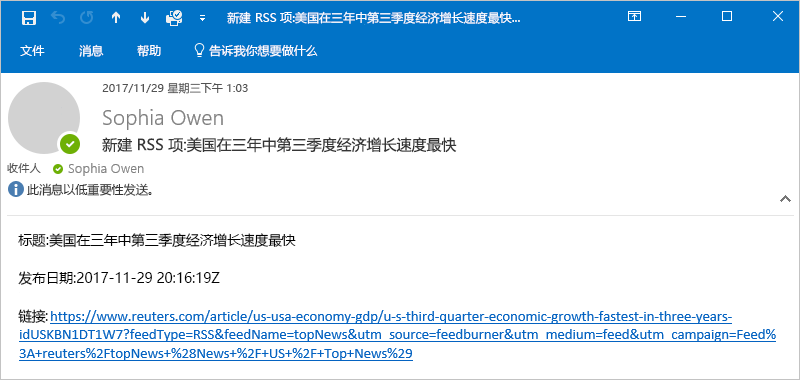 新建 RSS 项:美国在三年中第三季度经济增长速度最快...
文件 消息 帮助 告诉我你想要做什么
2017/11/29 星期三下午 1:03
Sophia Owen
新建 RSS 项:美国在三年中第三季度经济增长速度最快
收件人 Sophia Owen
此消息以低重要性发送。
标题:美国在三年中第三季度经济增长速度最快
发布日期:2017-11-29 20:16:19Z
链接:https://www.reuters.com/article/us-usa-economy-gdp/u-s-third-quarter-economic-growth-fastest-in-three-years-
idUSKBN1DT1W7?feedType=RSS&feedName=topNews&utm_source=feedburner&utm_medium=feed&utm_campaign=Feed%
3A+reuters%2FtopNews+%28News+%2F+US+%2F+Top+News%29